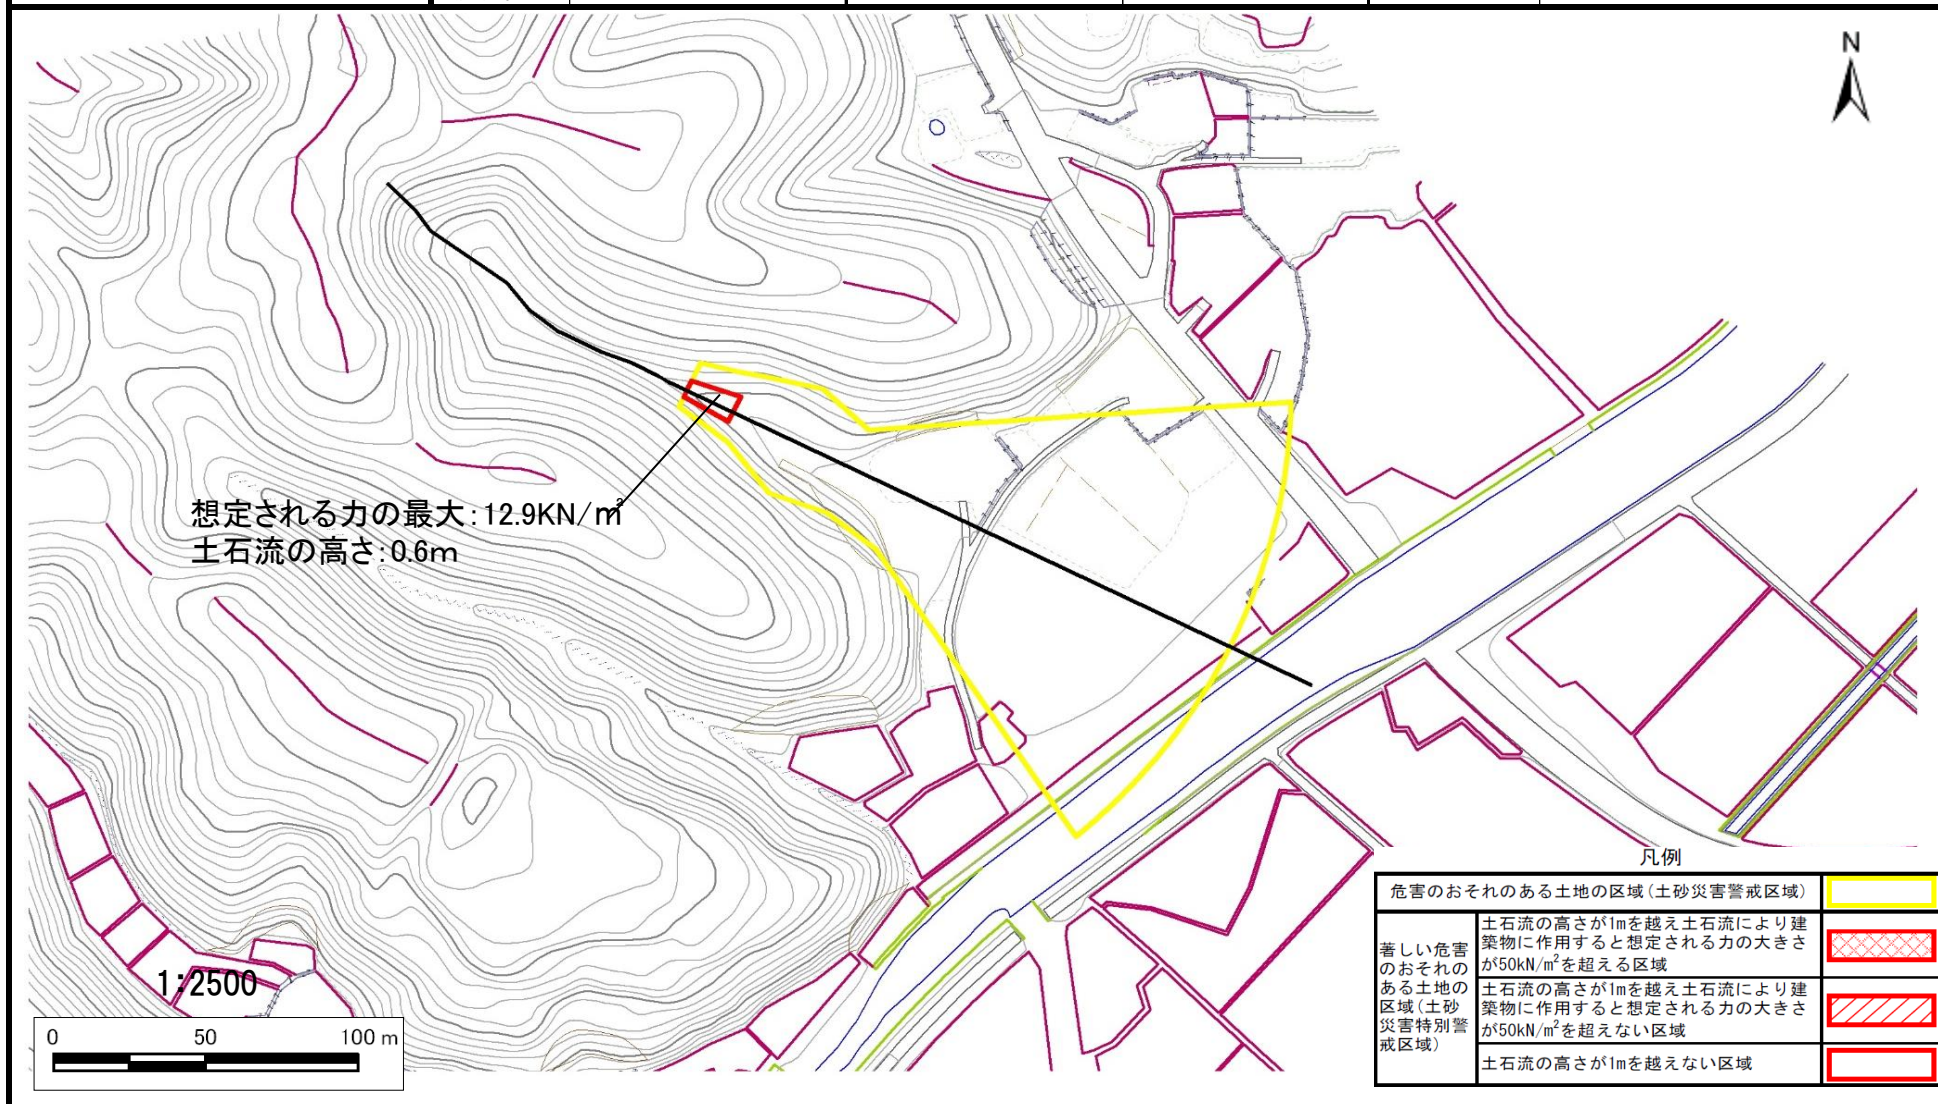 N
想定される力の最大:12.9KN/㎡
土石流の高さ:0.6m
1:2500
0 50 100 m
凡例
危害のおそれのある土地の区域(土砂災害警戒区域)
著しい危害
のおそれの
ある土地の
区域(土砂
災害特別警
戒区域)
土石流の高さが1mを越え土石流により建
築物に作用すると想定される力の大きさ
が50kN/m²を超える区域
土石流の高さが1mを越え土石流により建
築物に作用すると想定される力の大きさ
が50kN/m²を超えない区域
土石流の高さが1mを越えない区域